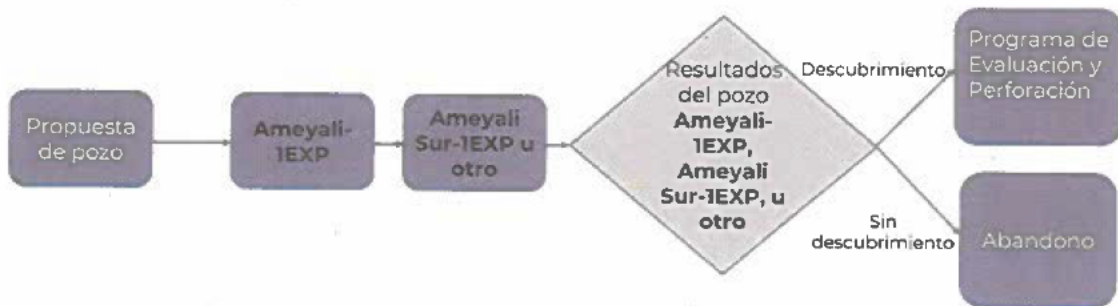 Propuesta
de pozo
Ameyali-
1EXP
Ameyali
Sur-1EXP u
otro
Resultados
del pozo
Ameyali-
1EXP,
Ameyali
Sur-1EXP, u
otro
Descubrimiento
Programa de
Evaluación y
Perforación
Sin
descubrimiento
Abandono